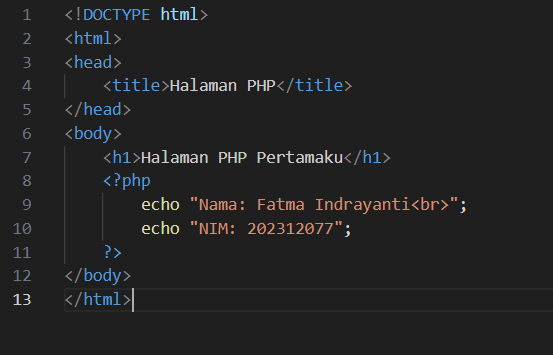 1 <!DOCTYPE html>
2 <html>
3 <head>
4     <title>Halaman PHP</title>
5 </head>
6 <body>
7     <h1>Halaman PHP Pertamaku</h1>
8     <?php
9         echo "Nama: Fatma Indrayanti<br>";
10         echo "NIM: 202312077";
11     ?>
12 </body>
13 </html>